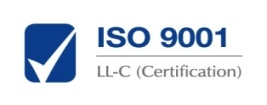 ISO 9001
LL-C (Certification)